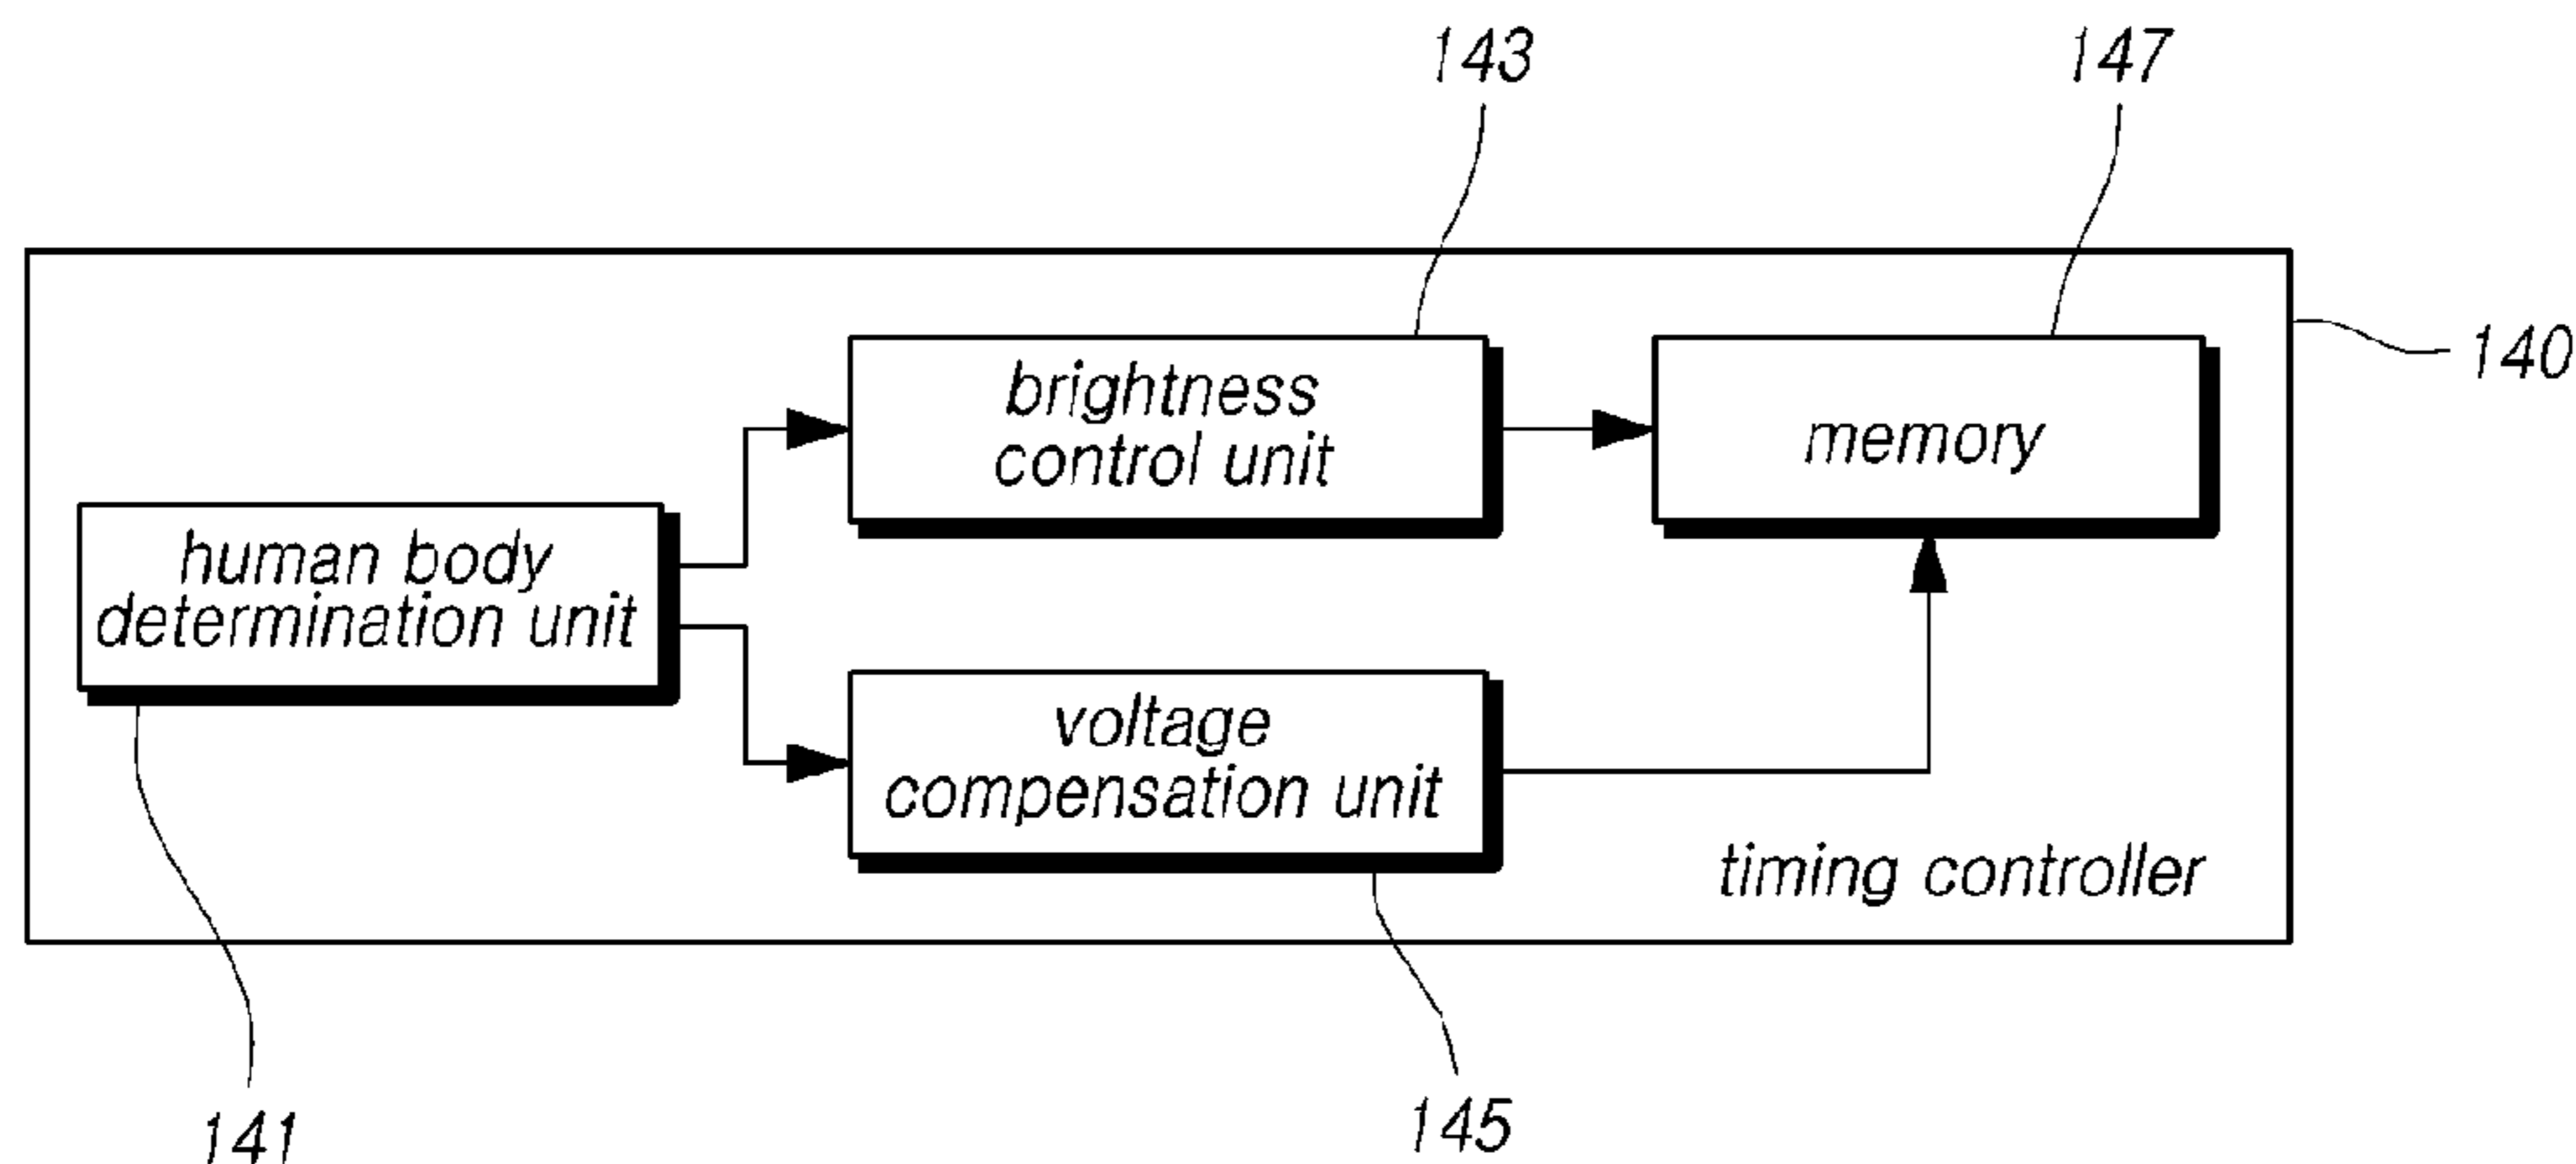 143
147
140
brightness
control unit
memory
human body
determination unit
voltage
compensation unit
timing controller
141
145